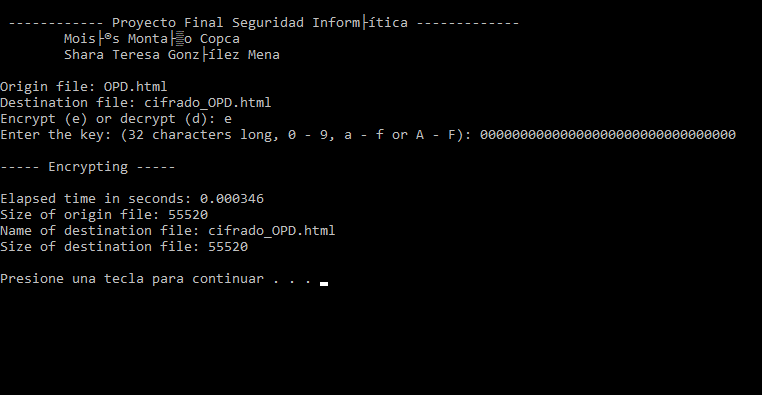 ------------ Proyecto Final Seguridad Inform├ítica -------------
Mois├®s Monta├▒o Copca
Shara Teresa Gonz├ílez Mena
Origin file: OPD.html
Destination file: cifrado_OPD.html
Encrypt (e) or decrypt (d): e
Enter the key: (32 characters long, 0 - 9, a - f or A - F): 00000000000000000000000000000000
----- Encrypting -----
Elapsed time in seconds: 0.000346
Size of origin file: 55520
Name of destination file: cifrado_OPD.html
Size of destination file: 55520
Presione una tecla para continuar . . .